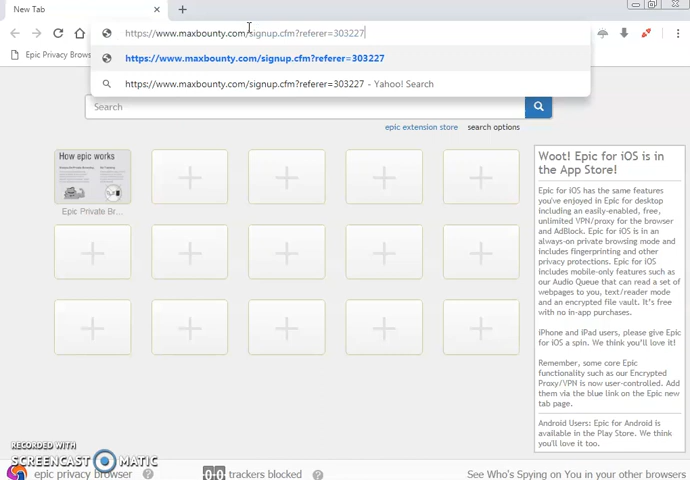 New Tab
https://www.maxbounty.com/signup.cfm?referer=303227
Epic Privacy Brows
https://www.maxbounty.com/signup.cfm?referer=303227
https://www.maxbounty.com/signup.cfm?referer=303227 - Yahoo! Search
Search
epic extension store search options
How epic works
Epic Private Br...
Woot! Epic for iOS is in
the App Store!
Epic for iOS has the same features
you've enjoyed in Epic for desktop
including an easily-enabled, free,
unlimited VPN/proxy for the browser
and AdBlock. Epic for iOS is in an
always-on private browsing mode and
includes fingerprinting and other
privacy protections. Epic for iOS
includes mobile-only features such as
our Audio Queue that can read a set of
webpages to you, text/reader mode
and an encrypted file vault. It's free
with no in-app purchases.
iPhone and iPad users, please give Epic
for iOS a spin. We think you'll love it!
Remember, some core Epic
functionality such as our Encrypted
Proxy/VPN is now user-controlled. Add
them via the blue link on the Epic new
tab page.
Android Users: Epic for Android is
available in the Play Store. We think
you'll love it too.
RECORDED WITH
SCREENCAST MATIC
epic privacy browser ? 00 trackers blocked ? See Who's Spying on You in your other browsers